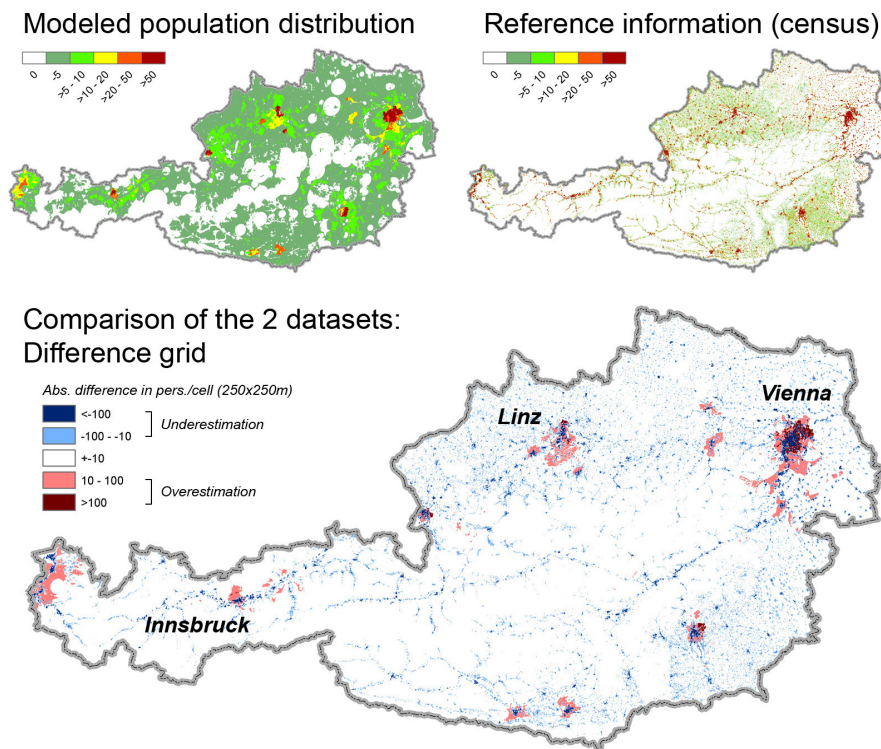 Modeled population distribution
0
-5
>5 - 10
>10 - 20
>20 - 50
>50
Reference information (census)
0
-5
>5 - 10
>10 - 20
>20 - 50
>50
Comparison of the 2 datasets:
Difference grid
Abs. difference in pers./cell (250x250m)
<-100
-100 - -10
Underestimation
+-10
10 - 100
>100
Overestimation
Linz
Vienna
Innsbruck